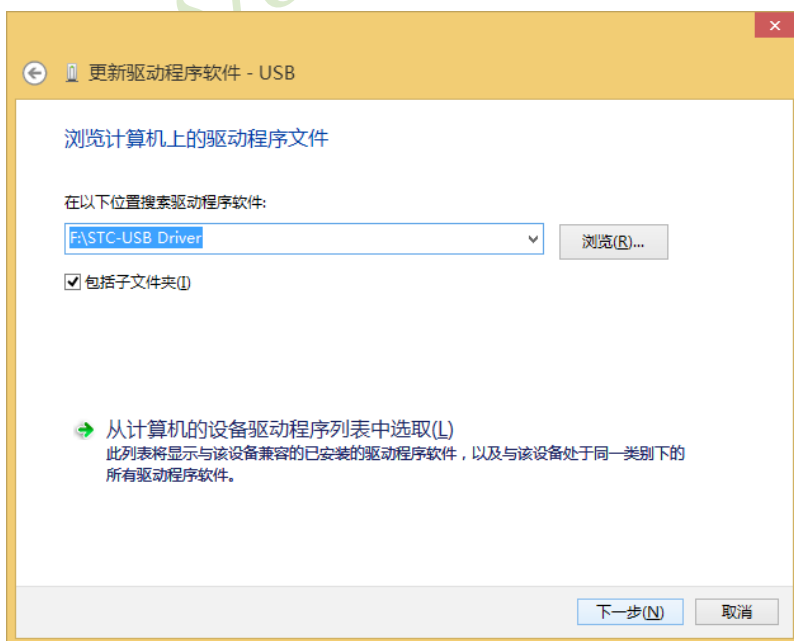 更新驱动程序软件 - USB
浏览计算机上的驱动程序文件
在以下位置搜索驱动程序软件:
F:\STC-USB Driver
浏览(R)...
包括子文件夹(I)
从计算机的设备驱动程序列表中选取(L)
此列表将显示与该设备兼容的已安装的驱动程序软件，以及与该设备处于同一类别下的
所有驱动程序软件。
下一步(N)
取消